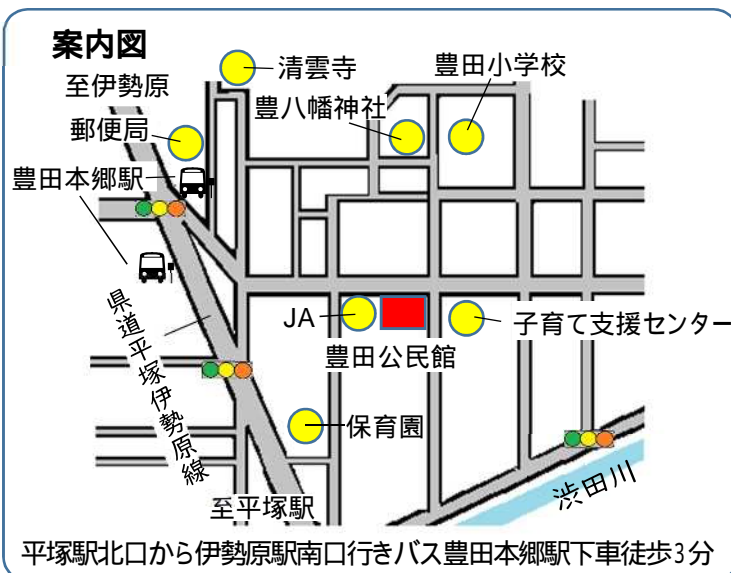 案内図
清雲寺
豊田小学校
至伊勢原
豊八幡神社
郵便局
豊田本郷駅
JA
子育て支援センター
豊田公民館
県道平塚伊勢原線
保育園
渋田川
至平塚駅
平塚駅北口から伊勢原駅南口行きバス豊田本郷駅下車徒歩3分